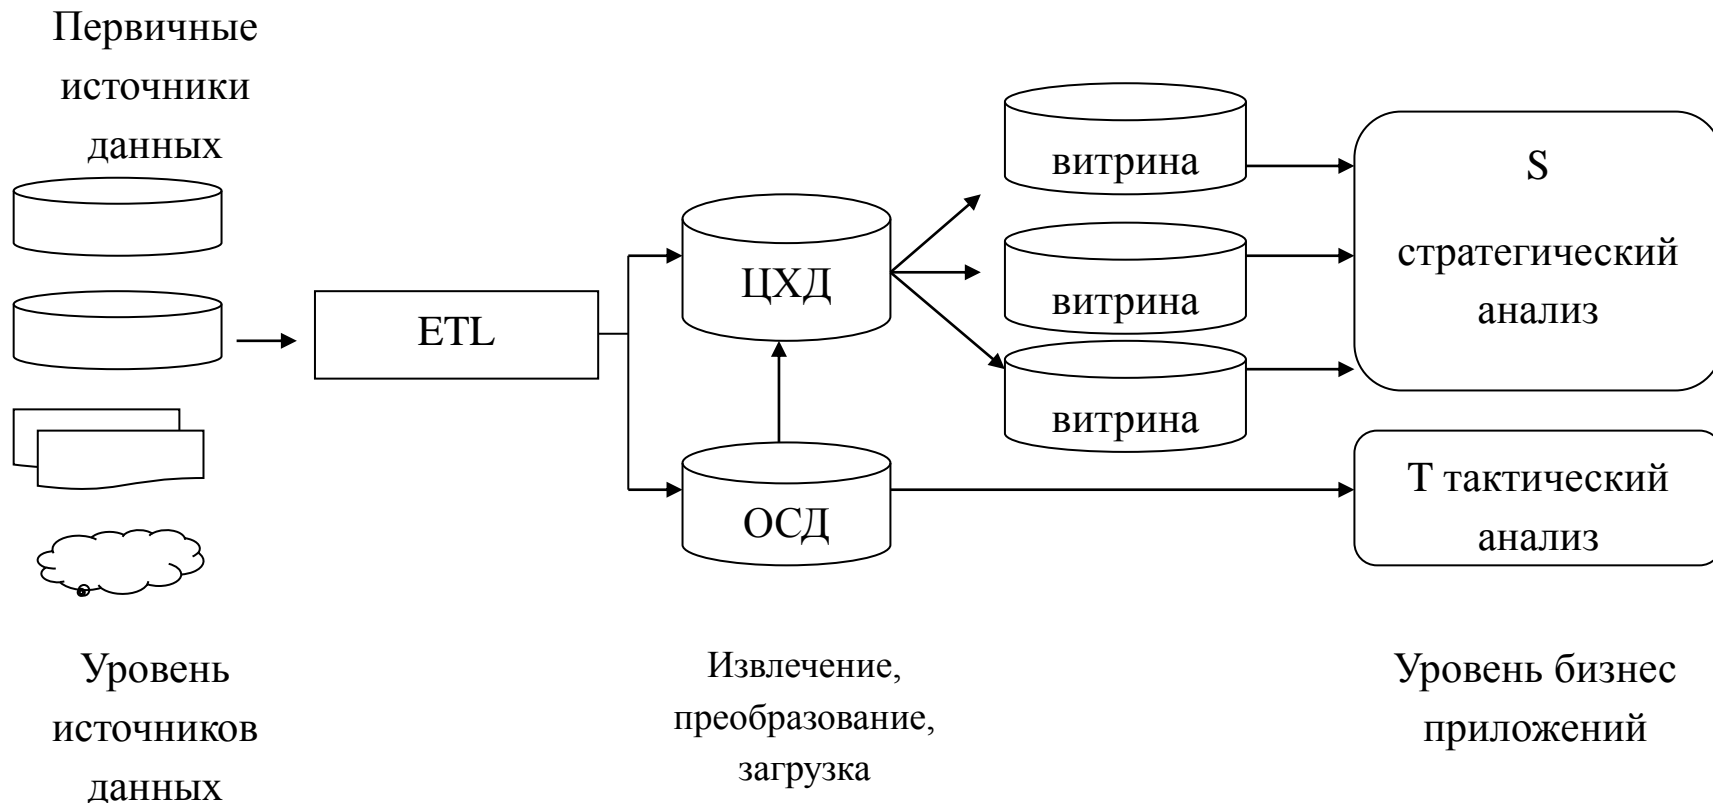 Первичные
источники
данных
ETL
ЦХД
ОСД
витрина
витрина
витрина
S
стратегический
анализ
T тактический
анализ
Уровень
источников
данных
Извлечение,
преобразование,
загрузка
Уровень бизнес
приложений